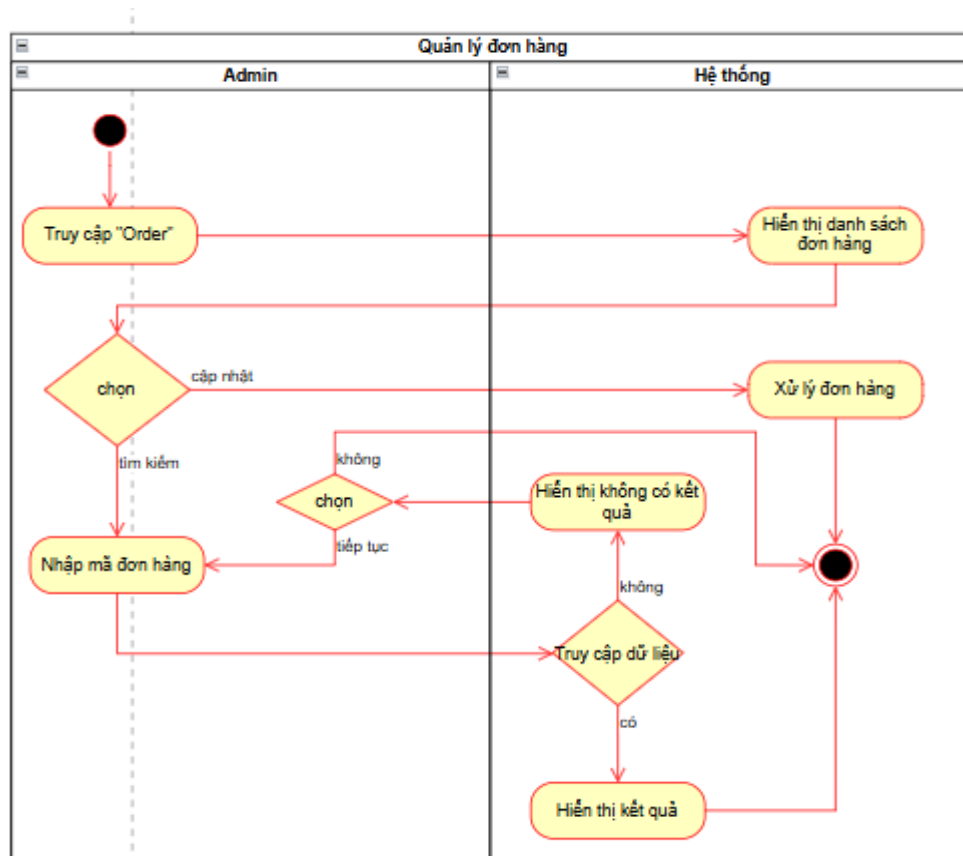 Quản lý đơn hàng
Admin
Hệ thống
Truy cập "Order"
Hiển thị danh sách
đơn hàng
chọn
cập nhật
Xử lý đơn hàng
tìm kiếm
không
chọn
Hiển thị không có kết
quả
tiếp tục
Nhập mã đơn hàng
không
Truy cập dữ liệu
có
Hiển thị kết quả